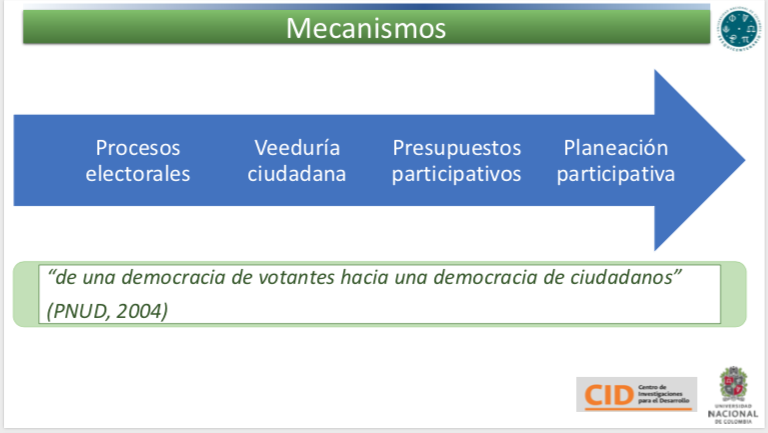 Mecanismos
Procesos electorales
Veeduría ciudadana
Presupuestos participativos
Planeación participativa
“de una democracia de votantes hacia una democracia de ciudadanos”
(PNUD, 2004)
CID
Centro de
Investigaciones
para el Desarrollo
UNIVERSIDAD
NACIONAL
DE COLOMBIA